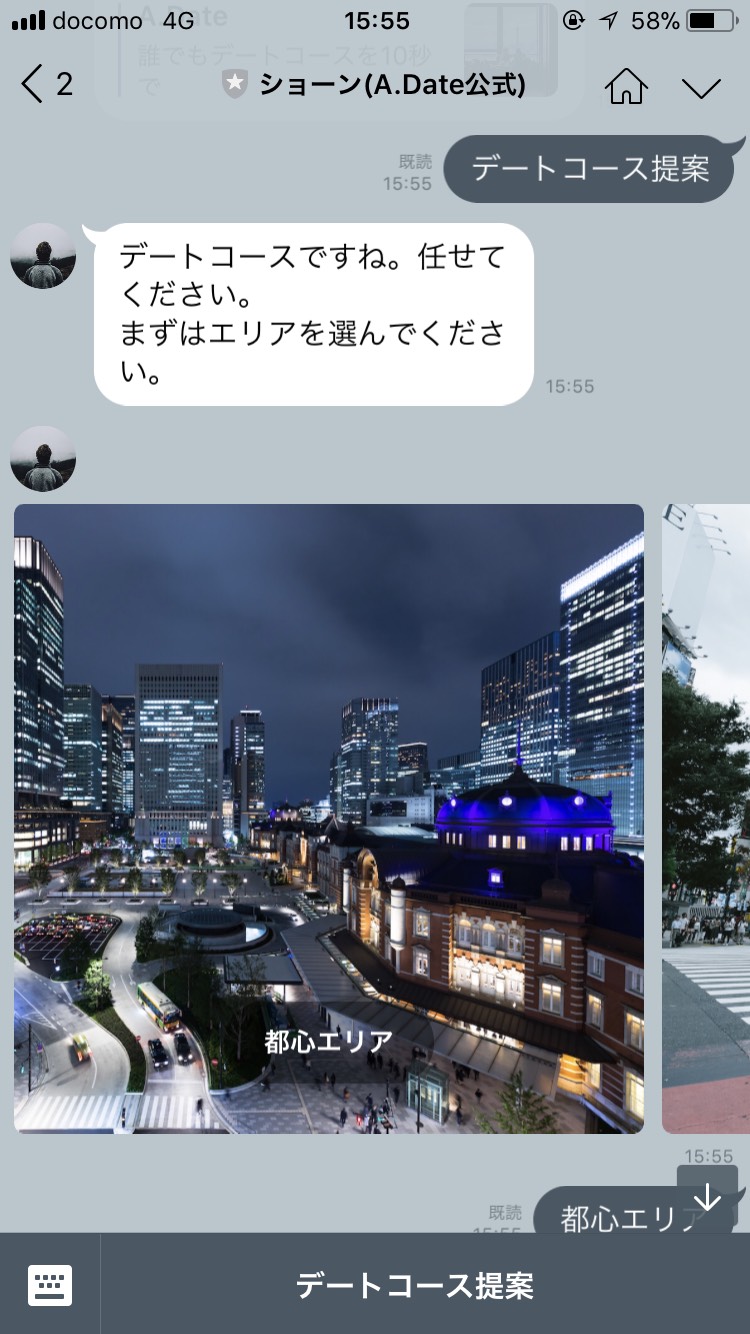 docomo 4G 15:55 58%
A.Date
誰でもデートコースを10秒
で
2 ショーン(A.Date公式)
既読
15:55
デートコース提案
デートコースですね。任せて
ください。
まずはエリアを選んでくださ
い。
15:55
都心エリア
15:55
既読
15:55
都心エリア
デートコース提案